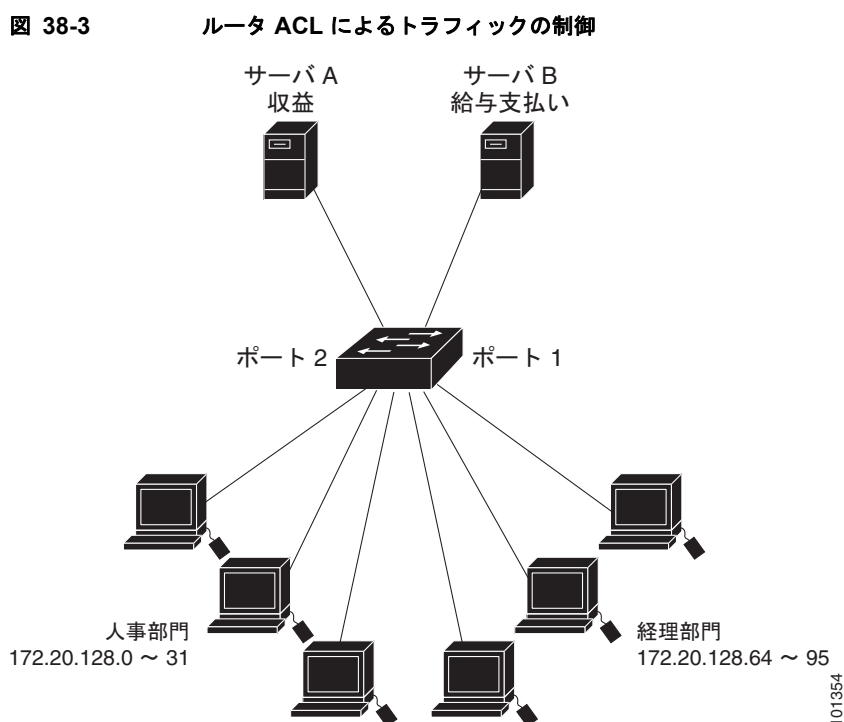 図 38-3 ルータ ACL によるトラフィックの制御
サーバ A
収益
サーバ B
給与支払い
ポート 2
ポート 1
人事部門
172.20.128.0 ~ 31
経理部門
172.20.128.64 ~ 95
101354